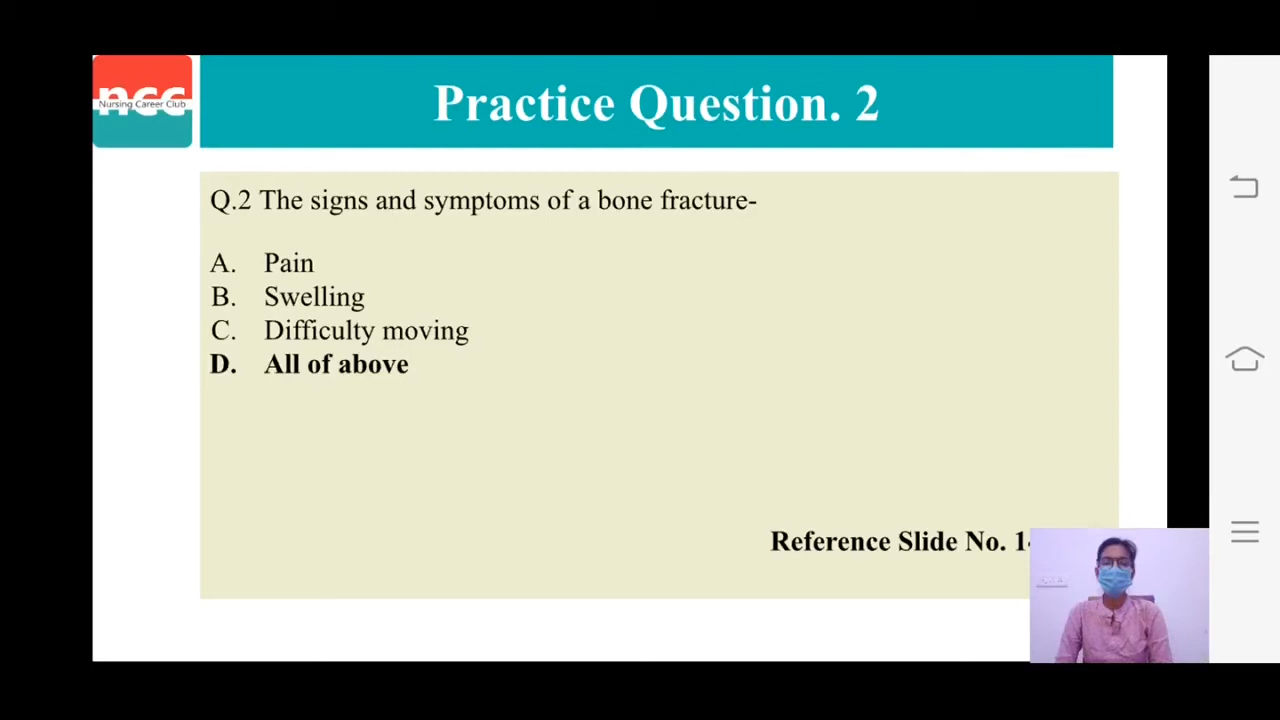 ncc
Nursing Career Club
Practice Question. 2
Q.2 The signs and symptoms of a bone fracture-
A. Pain
B. Swelling
C. Difficulty moving
D. All of above
Reference Slide No.